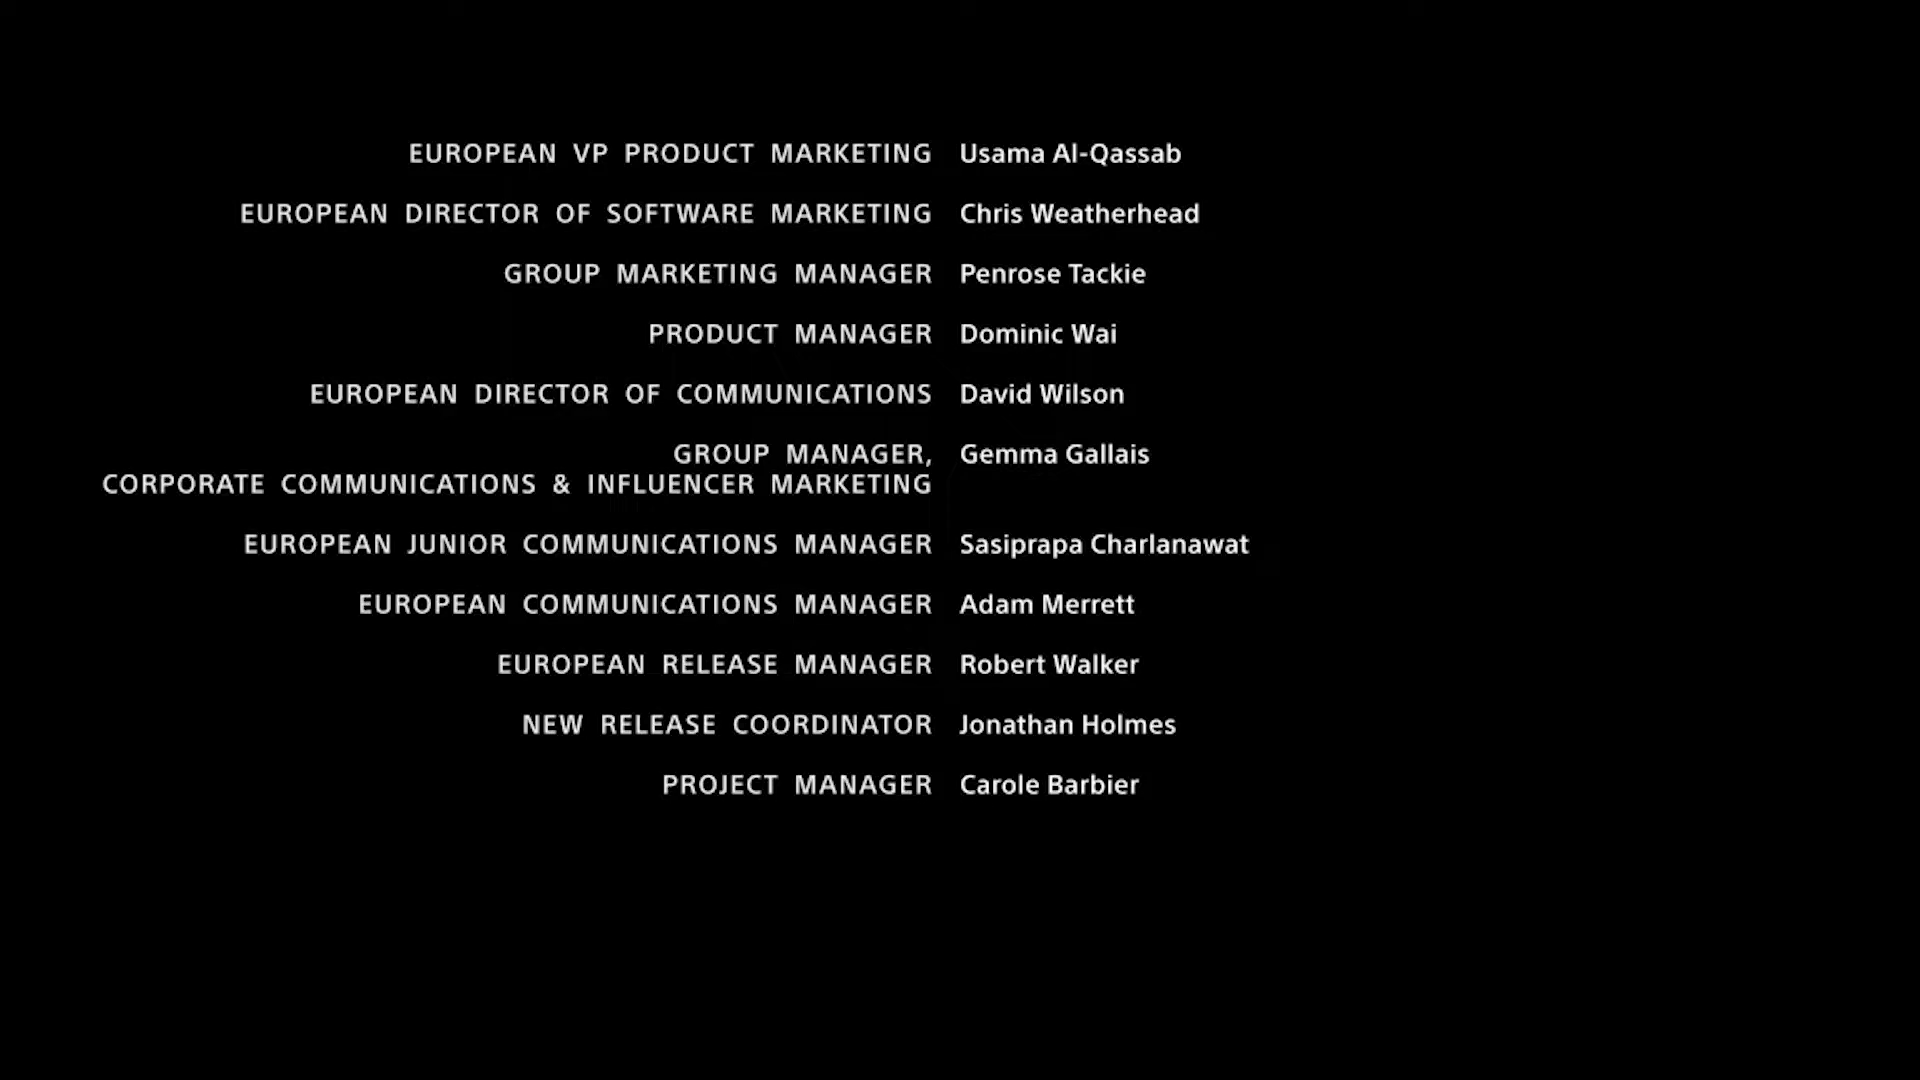 EUROPEAN VP PRODUCT MARKETING Usama Al-Qassab
EUROPEAN DIRECTOR OF SOFTWARE MARKETING Chris Weatherhead
GROUP MARKETING MANAGER Penrose Tackie
PRODUCT MANAGER Dominic Wai
EUROPEAN DIRECTOR OF COMMUNICATIONS David Wilson
GROUP MANAGER, Gemma Gallais
CORPORATE COMMUNICATIONS & INFLUENCER MARKETING
EUROPEAN JUNIOR COMMUNICATIONS MANAGER Sasiprapa Charlanawat
EUROPEAN COMMUNICATIONS MANAGER Adam Merrett
EUROPEAN RELEASE MANAGER Robert Walker
NEW RELEASE COORDINATOR Jonathan Holmes
PROJECT MANAGER Carole Barbier